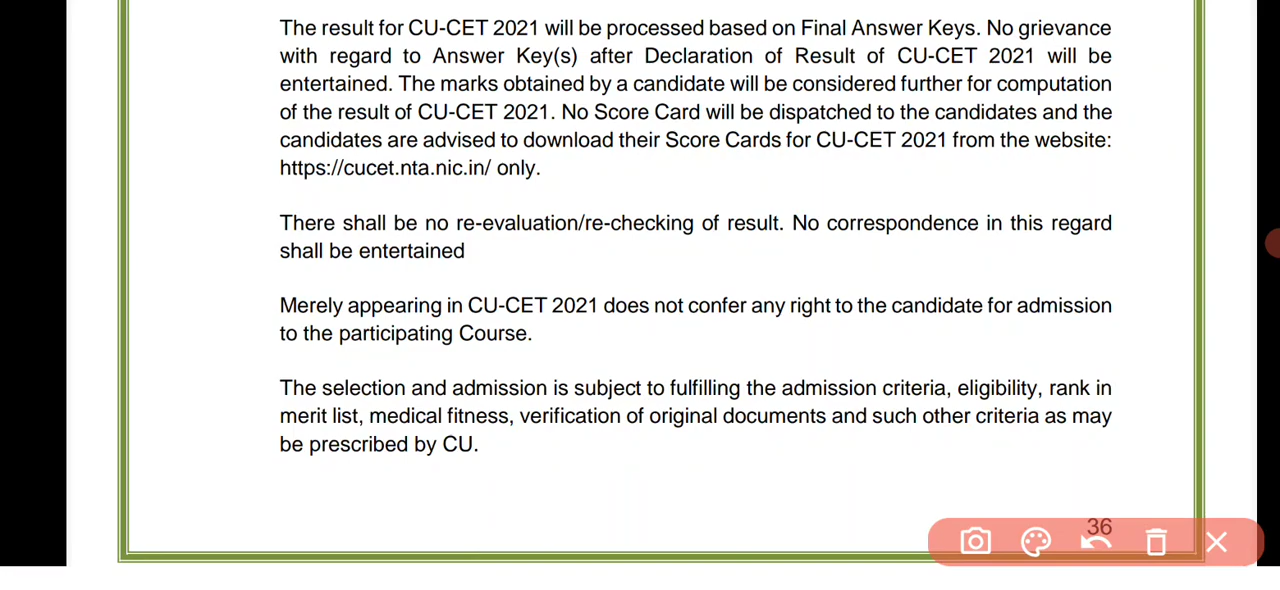 The result for CU-CET 2021 will be processed based on Final Answer Keys. No grievance
with regard to Answer Key(s) after Declaration of Result of CU-CET 2021 will be
entertained. The marks obtained by a candidate will be considered further for computation
of the result of CU-CET 2021. No Score Card will be dispatched to the candidates and the
candidates are advised to download their Score Cards for CU-CET 2021 from the website:
https://cucet.nta.nic.in/ only.
There shall be no re-evaluation/re-checking of result. No correspondence in this regard
shall be entertained
Merely appearing in CU-CET 2021 does not confer any right to the candidate for admission
to the participating Course.
The selection and admission is subject to fulfilling the admission criteria, eligibility, rank in
merit list, medical fitness, verification of original documents and such other criteria as may
be prescribed by CU.
36